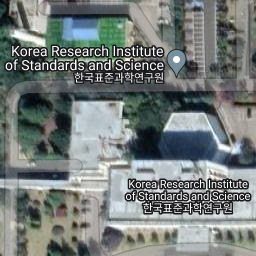 Korea Research Institute
of Standards and Science
한국표준과학연구원
Korea Research Institute
of Standards and Science
한국표준과학연구원